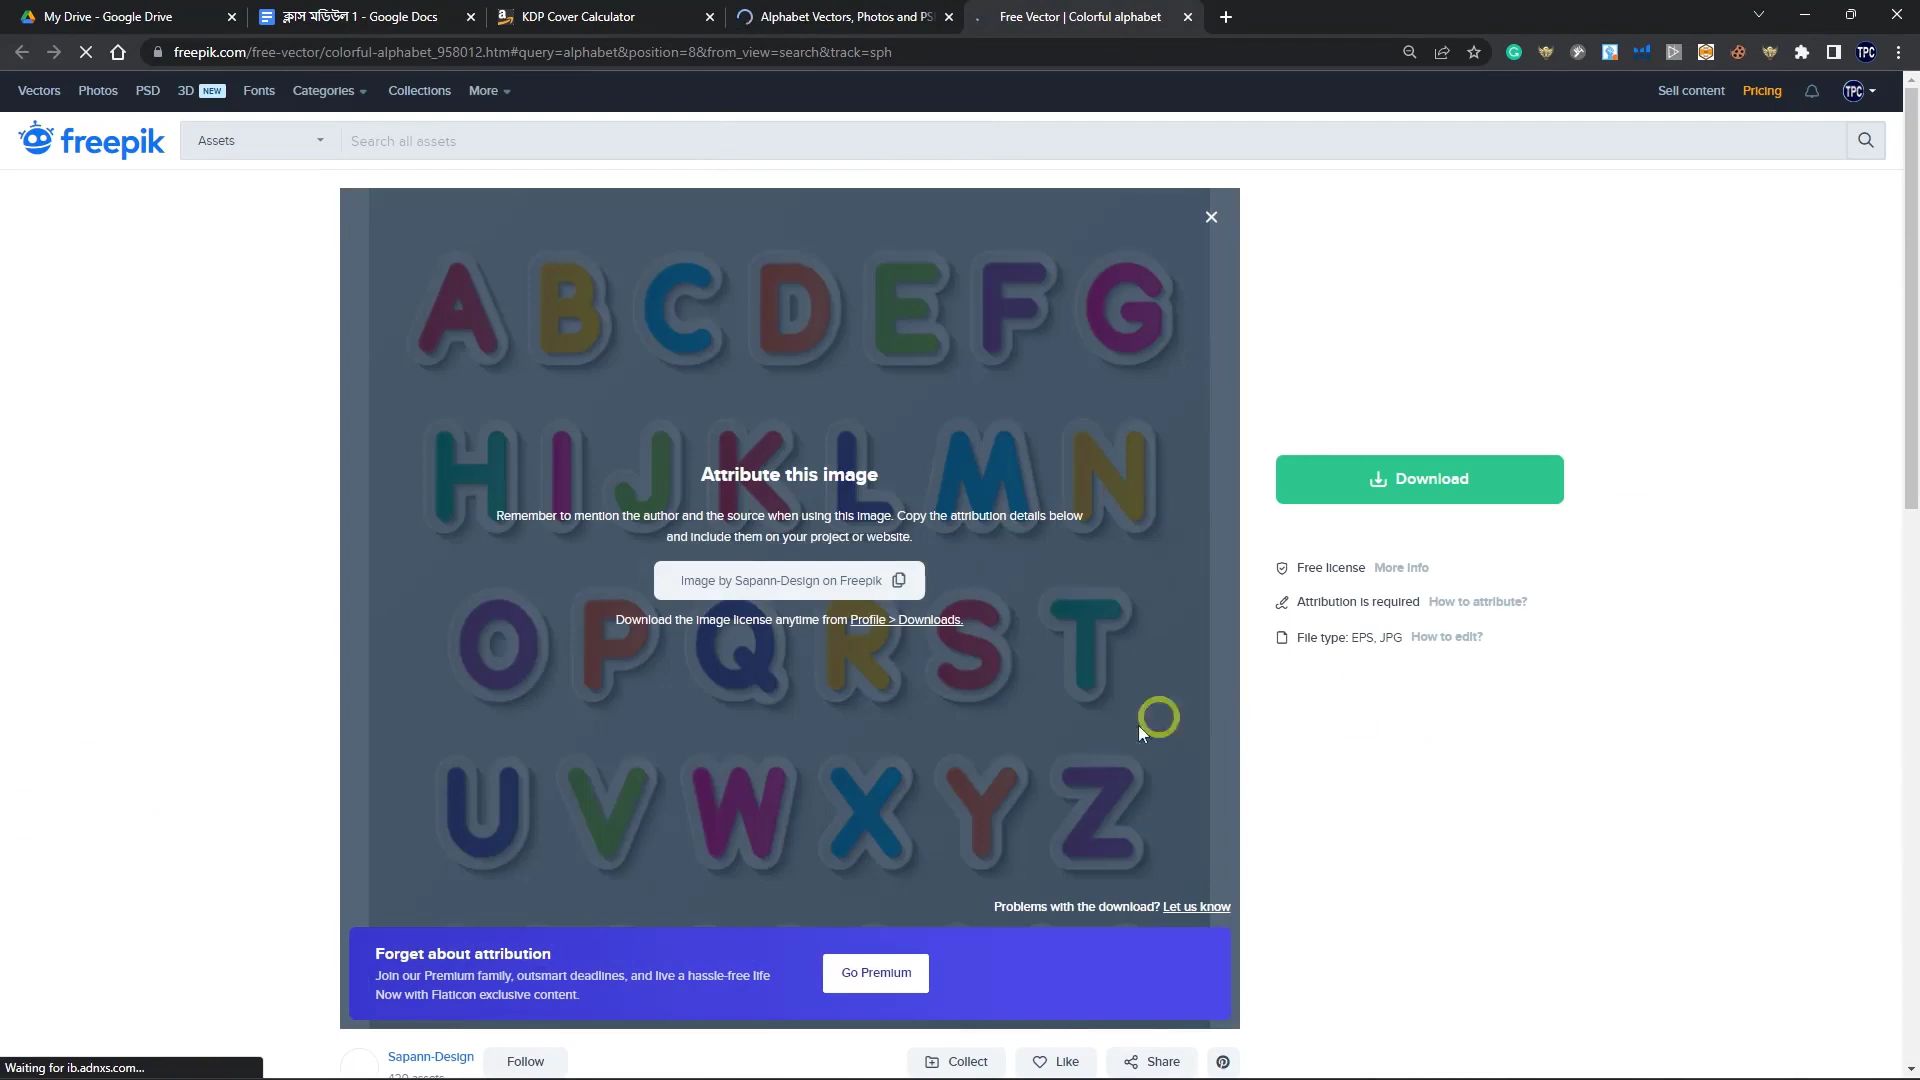 My Drive - Google Drive
ক্লাস মডিউল 1 - Google Docs
KDP Cover Calculator
Alphabet Vectors, Photos and PS
Free Vector | Colorful alphabet
freepik.com/free-vector/colorful-alphabet_958012.htm#query=alphabet&position=8&from_view=search&track=sph
TPC
Vectors Photos PSD 3D NEW Fonts Categories Collections More
Sell content Pricing TPC
freepik Assets Search all assets
A B C D E F G
H I J K L M N
Attribute this image
Remember to mention the author and the source when using this image. Copy the attribution details below
and include them on your project or website.
Image by Sapann-Design on Freepik
Download the image license anytime from Profile > Downloads.
O P Q R S T
U V W X Y Z
Problems with the download? Let us know
Forget about attribution
Join our Premium family, outsmart deadlines, and live a hassle-free life
Now with Flaticon exclusive content.
Go Premium
Download
Free license More info
Attribution is required How to attribute?
File type: EPS, JPG How to edit?
Sapann-Design
Follow
Collect Like Share
Waiting for ib.adnxs.com...